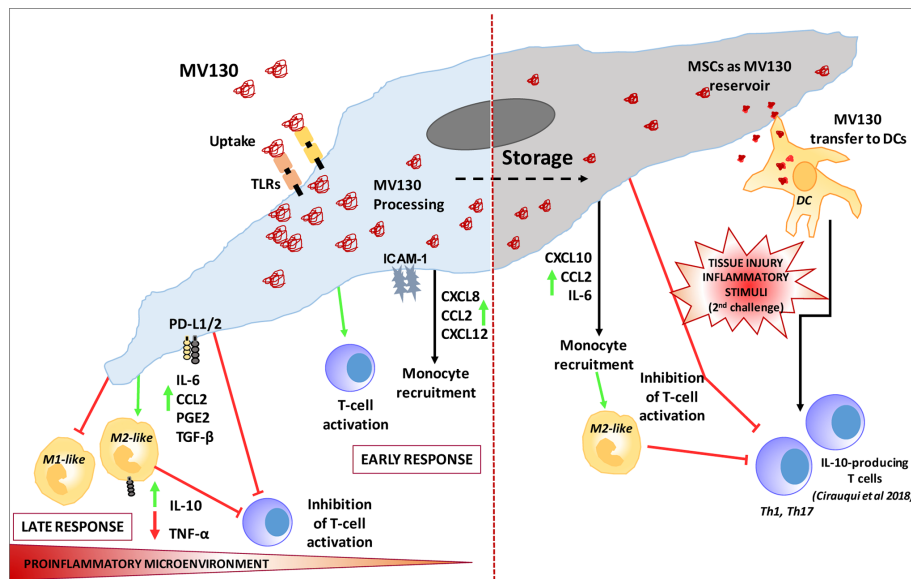 MV130
Uptake
TLRs
MV130
Processing
Storage
MSCs as MV130
reservoir
MV130
transfer to DCs
DC
ICAM-1
CXCL8
CCL2
CXCL12
Monocyte
recruitment
T-cell
activation
EARLY RESPONSE
PD-L1/2
IL-6
CCL2
PGE2
TGF-β
M1-like
M2-like
IL-10
TNF-α
LATE RESPONSE
Inhibition
of T-cell
activation
PROINFLAMMATORY MICROENVIRONMENT
CXCL10
CCL2
IL-6
Monocyte
recruitment
M2-like
Inhibition
of T-cell
activation
TISSUE INJURY
INFLAMMATORY
STIMULI
(2nd challenge)
IL-10-producing
T cells
(Cirauqui et al 2018)
Th1, Th17